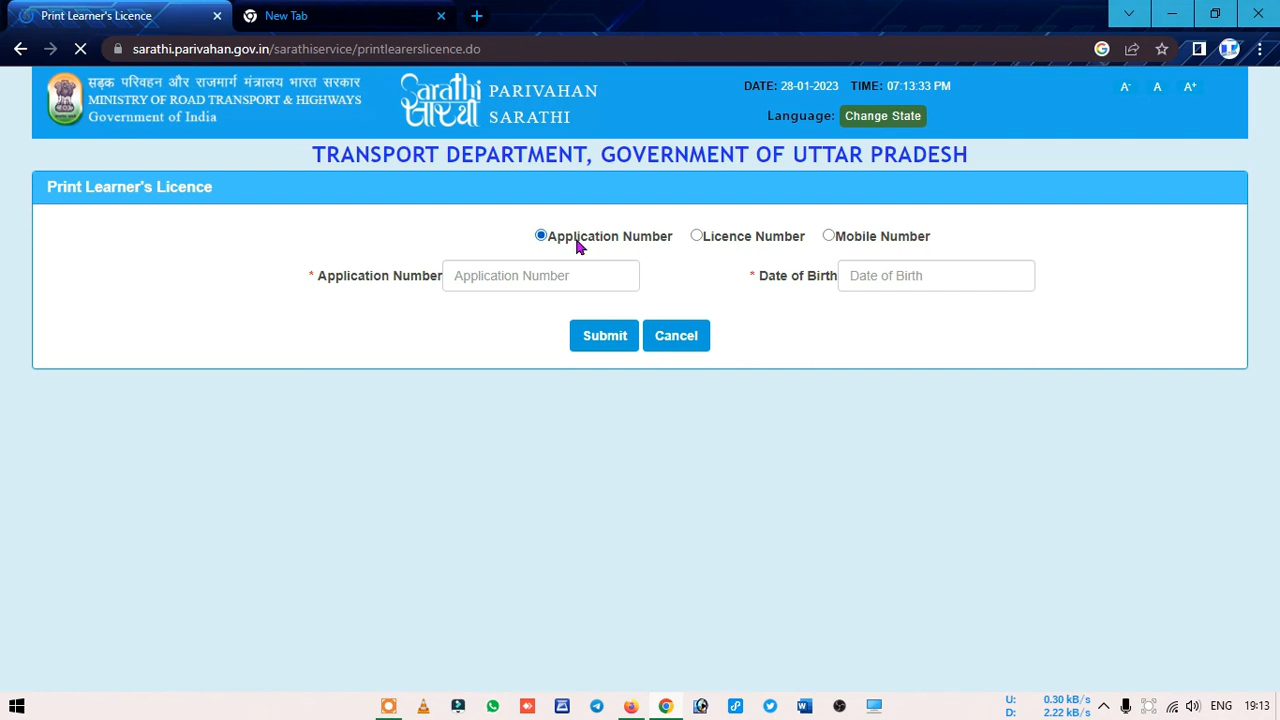 Print Learner's Licence
New Tab
sarathi.parivahan.gov.in/sarathiservice/printlearerslicence.do
सड़क परिवहन और राजमार्ग मंत्रालय भारत सरकार
MINISTRY OF ROAD TRANSPORT & HIGHWAYS
Government of India
Sarathi
सारथी
PARIVAHAN
SARATHI
DATE: 28-01-2023 TIME: 07:13:33 PM
Language: Change State
A- A A+
TRANSPORT DEPARTMENT, GOVERNMENT OF UTTAR PRADESH
Print Learner's Licence
Application Number Licence Number Mobile Number
* Application Number Application Number * Date of Birth Date of Birth
Submit Cancel
U: 0.30 kB/s
D: 2.22 kB/s
ENG 19:13